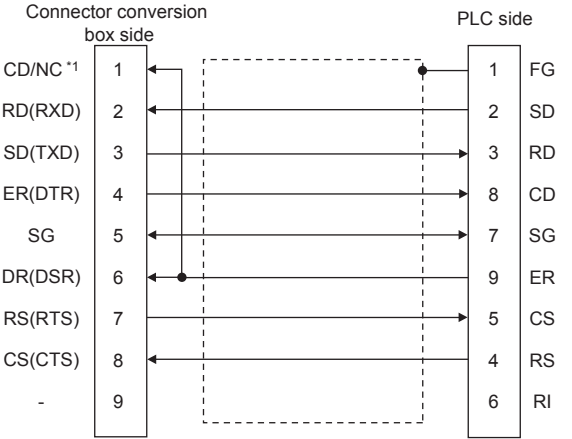 Connector conversion
box side
PLC side
CD/NC *1 1 1 FG
RD(RXD) 2 2 SD
SD(TXD) 3 3 RD
ER(DTR) 4 8 CD
SG 5 7 SG
DR(DSR) 6 9 ER
RS(RTS) 7 5 CS
CS(CTS) 8 4 RS
- 9 6 RI